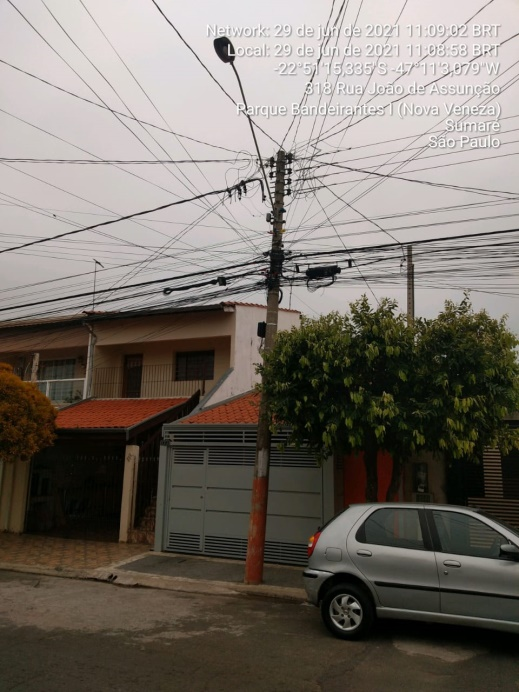 Network: 29 de jun de 2021 11:09:02 BRT
Local: 29 de jun de 2021 11:08:58 BRT
-22°51'15,335"S -47°11'3,079"W
318 Rua João de Assunção
Parque Bandeirantes I (Nova Veneza)
Sumaré
São Paulo